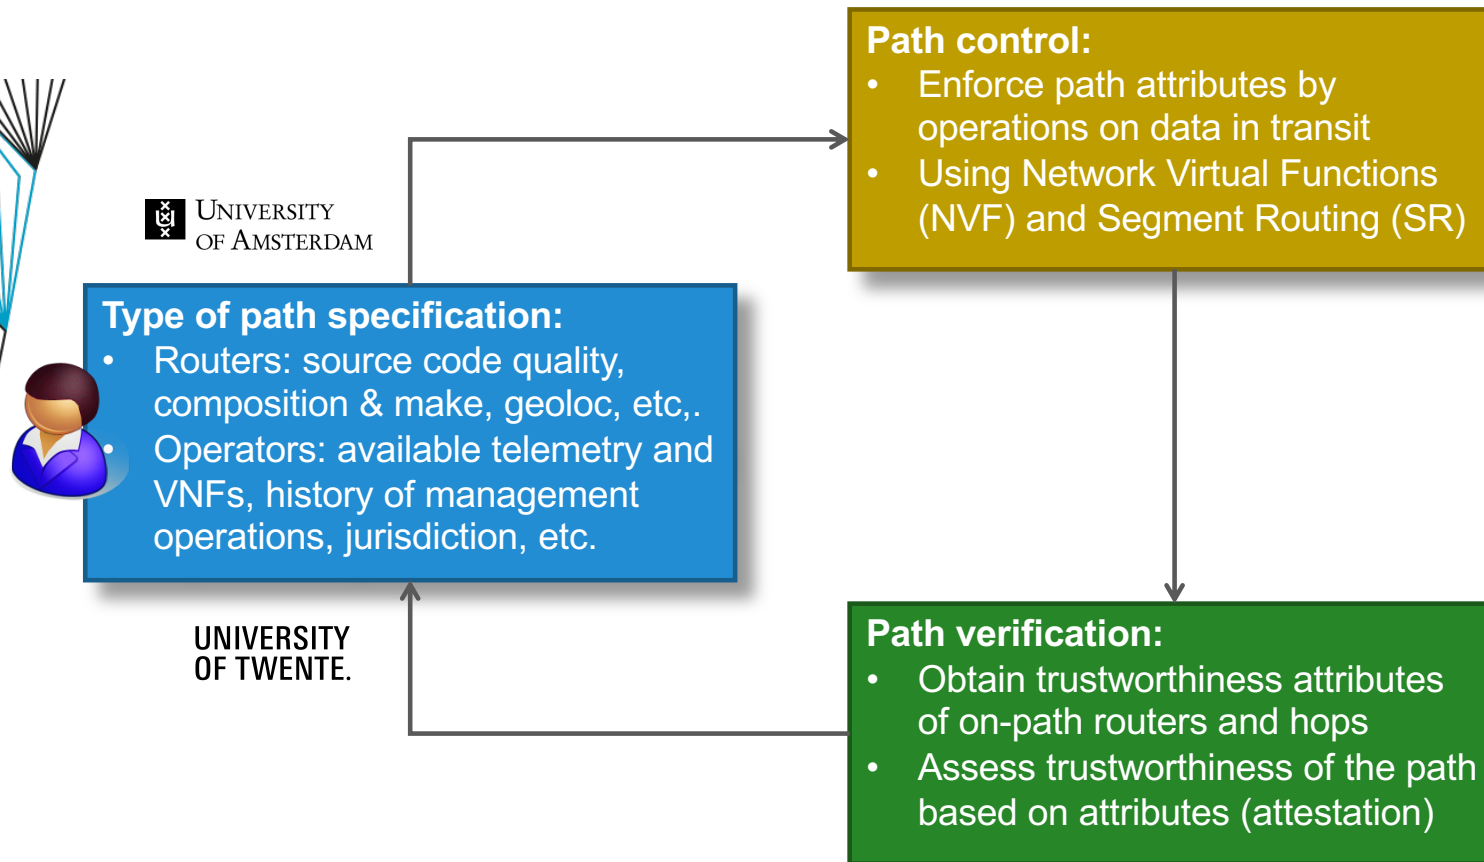 Path control:
• Enforce path attributes by
operations on data in transit
• Using Network Virtual Functions
(NVF) and Segment Routing (SR)
UNIVERSITY
OF AMSTERDAM
Type of path specification:
• Routers: source code quality,
composition & make, geoloc, etc,.
• Operators: available telemetry and
VNFs, history of management
operations, jurisdiction, etc.
UNIVERSITY
OF TWENTE.
Path verification:
• Obtain trustworthiness attributes
of on-path routers and hops
• Assess trustworthiness of the path
based on attributes (attestation)